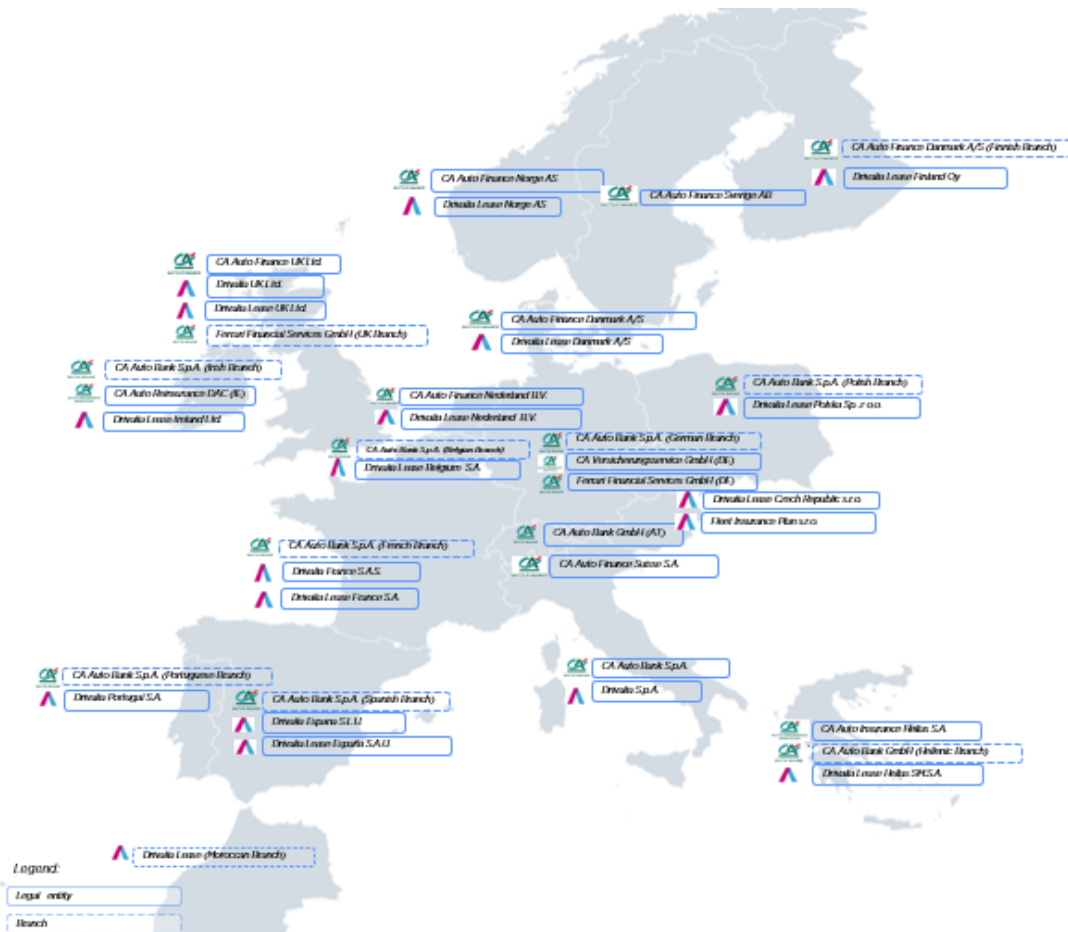 CA Auto Finance Danmark A/S (Finnish Branch)
Drivalia Lease Finland Oy
CA Auto Finance Norge AS
Drivalia Lease Norge AS
CA Auto Finance Sverige AB
CA Auto Finance UK Ltd.
Drivalia UK Ltd.
Drivalia Lease UK Ltd.
Ferrari Financial Services GmbH (UK Branch)
CA Auto Finance Danmark A/S
Drivalia Lease Danmark A/S
CA Auto Bank S.p.A. (Irish Branch)
CA Auto Reinsurance DAC (IE)
Drivalia Lease Ireland Ltd.
CA Auto Finance Nederland B.V.
Drivalia Lease Nederland B.V.
CA Auto Bank S.p.A. (Polish Branch)
Drivalia Lease Polska Sp. z o.o.
CA Auto Bank S.p.A. (Belgian Branch)
Drivalia Lease Belgium S.A.
CA Auto Bank S.p.A. (German Branch)
CA Versicherungsservice GmbH (DE)
Ferrari Financial Services GmbH (DE)
Drivalia Lease Czech Republic s.r.o.
Fleet Insurance Plan s.r.o.
CA Auto Bank GmbH (AT)
CA Auto Finance Suisse S.A.
CA Auto Bank S.p.A. (French Branch)
Drivalia France S.A.S.
Drivalia Lease France S.A.
CA Auto Bank S.p.A. (Portuguese Branch)
Drivalia Portugal S.A.
CA Auto Bank S.p.A. (Spanish Branch)
Drivalia Espana S.L.U.
Drivalia Lease España S.A.U.
CA Auto Bank S.p.A.
Drivalia S.p.A.
CA Auto Insurance Hellas S.A.
CA Auto Bank GmbH (Hellenic Branch)
Drivalia Lease Hellas SM.S.A.
Drivalia Lease (Moroccan Branch)
Legend:
Legal entity
Branch